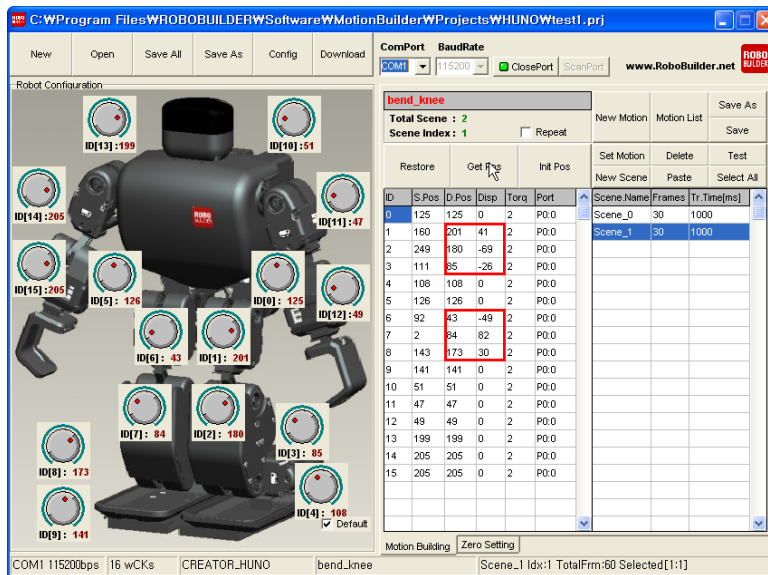 C:₩Program Files₩ROBOBUILDER₩Software₩MotionBuilder₩Projects₩HUNO₩test1.prj
New Open Save All Save As Config Download
ComPort BaudRate
COM1 115200 ClosePort ScanPort www.RoboBuilder.net ROBO BUILDER
Robot Configuration
ID[13] : 199
ID[10] : 51
ID[14] : 205
ID[11] : 47
ROBO
ID[15] : 205
ID[5] : 126
ID[0] : 125
ID[12] : 49
ID[6] : 43
ID[1] : 201
ID[7] : 84
ID[2] : 180
ID[3] : 85
ID[8] : 173
ID[4] : 108
Default
ID[9] : 141
bend_knee
Total Scene : 2
Scene Index : 1 Repeat
New Motion Motion List Save As
Save
Restore Get Pos Init Pos
Set Motion Delete Test
New Scene Paste Select All
ID S.Pos D.Pos Disp Torq Port
0 125 125 0 2 P0:0
1 160 201 41 2 P0:0
2 249 180 -69 2 P0:0
3 111 85 -26 2 P0:0
4 108 108 0 2 P0:0
5 126 126 0 2 P0:0
6 92 43 -49 2 P0:0
7 2 84 82 2 P0:0
8 143 173 30 2 P0:0
9 141 141 0 2 P0:0
10 51 51 0 2 P0:0
11 47 47 0 2 P0:0
12 49 49 0 2 P0:0
13 199 199 0 2 P0:0
14 205 205 0 2 P0:0
15 205 205 0 2 P0:0
Scene.Name Frames Tr.Time[ms]
Scene_0 30 1000
Scene_1 30 1000
Motion Building Zero Setting
COM1 115200bps 16 wCKs CREATOR_HUNO bend_knee Scene_1 Idx:1 TotalFrm:60 Selected[1:1]